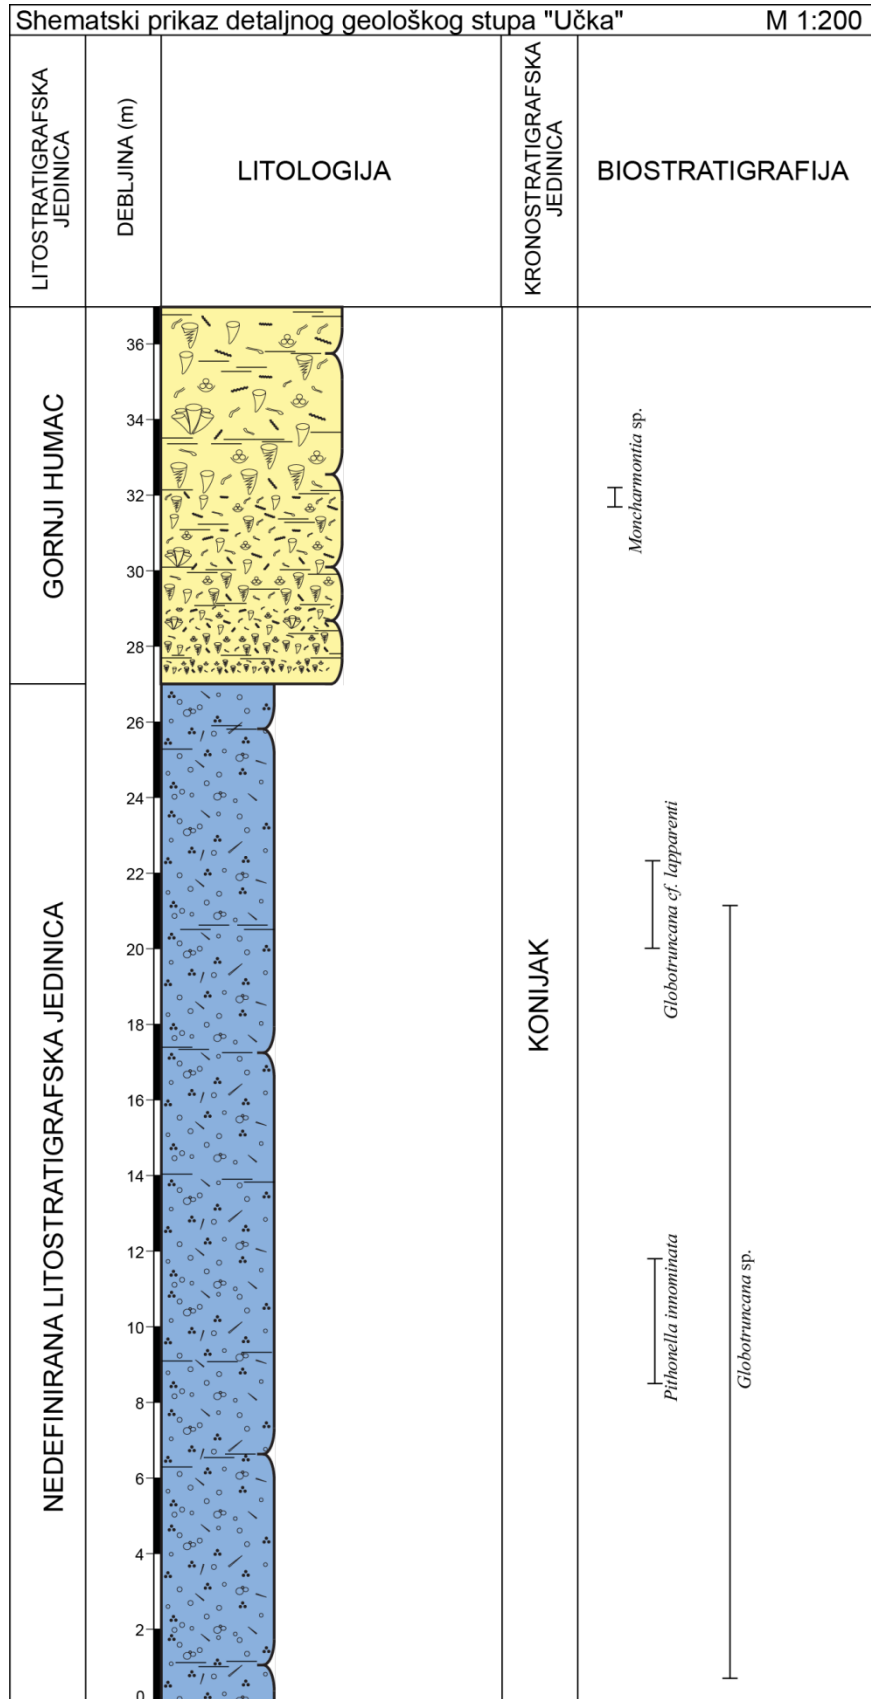 Shematski prikaz detaljnog geološkog stupa "Učka" M 1:200
LITOSTRATIGRAFSKA
JEDINICA
DEBLJINA (m)
LITOLOGIJA
KRONOSTRATIGRAFSKA
JEDINICA
BIOSTRATIGRAFIJA
GORNJI HUMAC
NEDEFINIRANA LITOSTRATIGRAFSKA JEDINICA
36
34
32
30
28
26
24
22
20
18
16
14
12
10
8
6
4
2
0
KONIJAK
Moncharmontia sp.
Globotruncana cf. lapparenti
Pithonella innominata
Globotruncana sp.